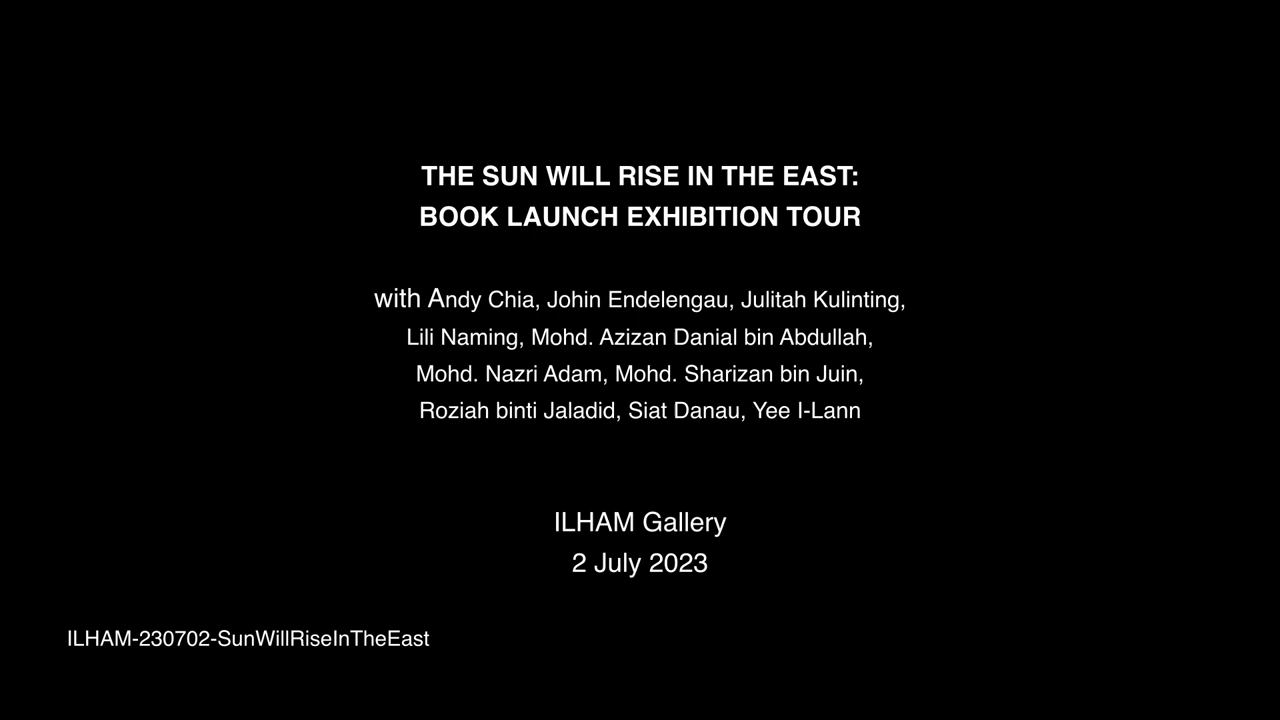 THE SUN WILL RISE IN THE EAST:
BOOK LAUNCH EXHIBITION TOUR
with Andy Chia, Johin Endelengau, Julitah Kulinting,
Lili Naming, Mohd. Azizan Danial bin Abdullah,
Mohd. Nazri Adam, Mohd. Sharizan bin Juin,
Roziah binti Jaladid, Siat Danau, Yee I-Lann
ILHAM Gallery
2 July 2023
ILHAM-230702-SunWillRiseInTheEast